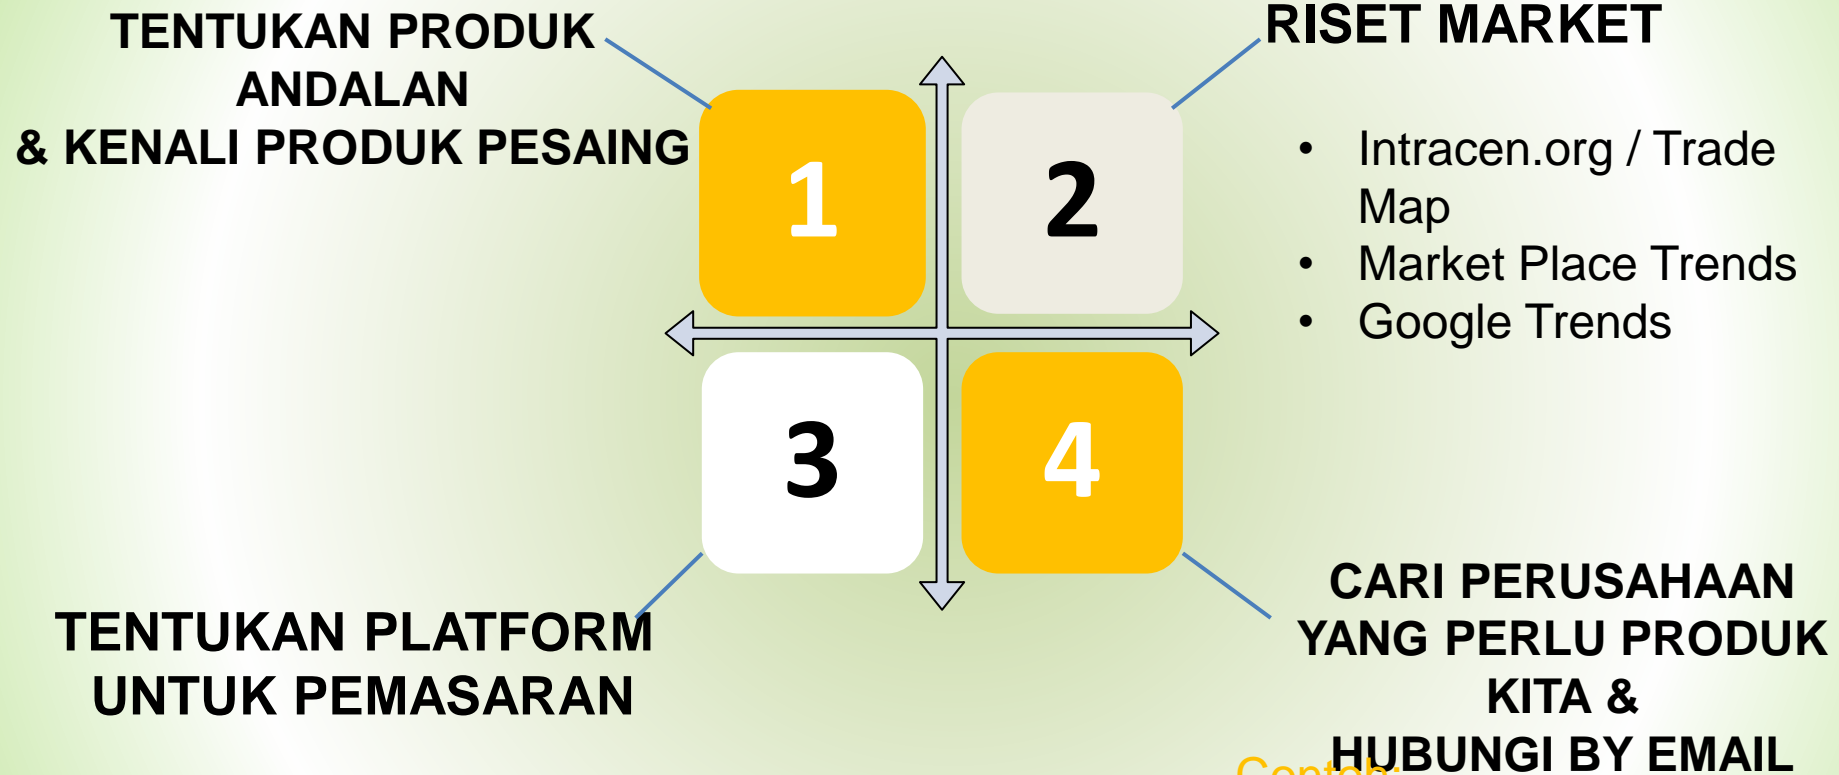 TENTUKAN PRODUK
ANDALAN
& KENALI PRODUK PESAING
1
RISET MARKET
2
• Intracen.org / Trade
Map
• Market Place Trends
• Google Trends
3
TENTUKAN PLATFORM
UNTUK PEMASARAN
4
CARI PERUSAHAAN
YANG PERLU PRODUK
KITA &
HUBUNGI BY EMAIL
Contoh: